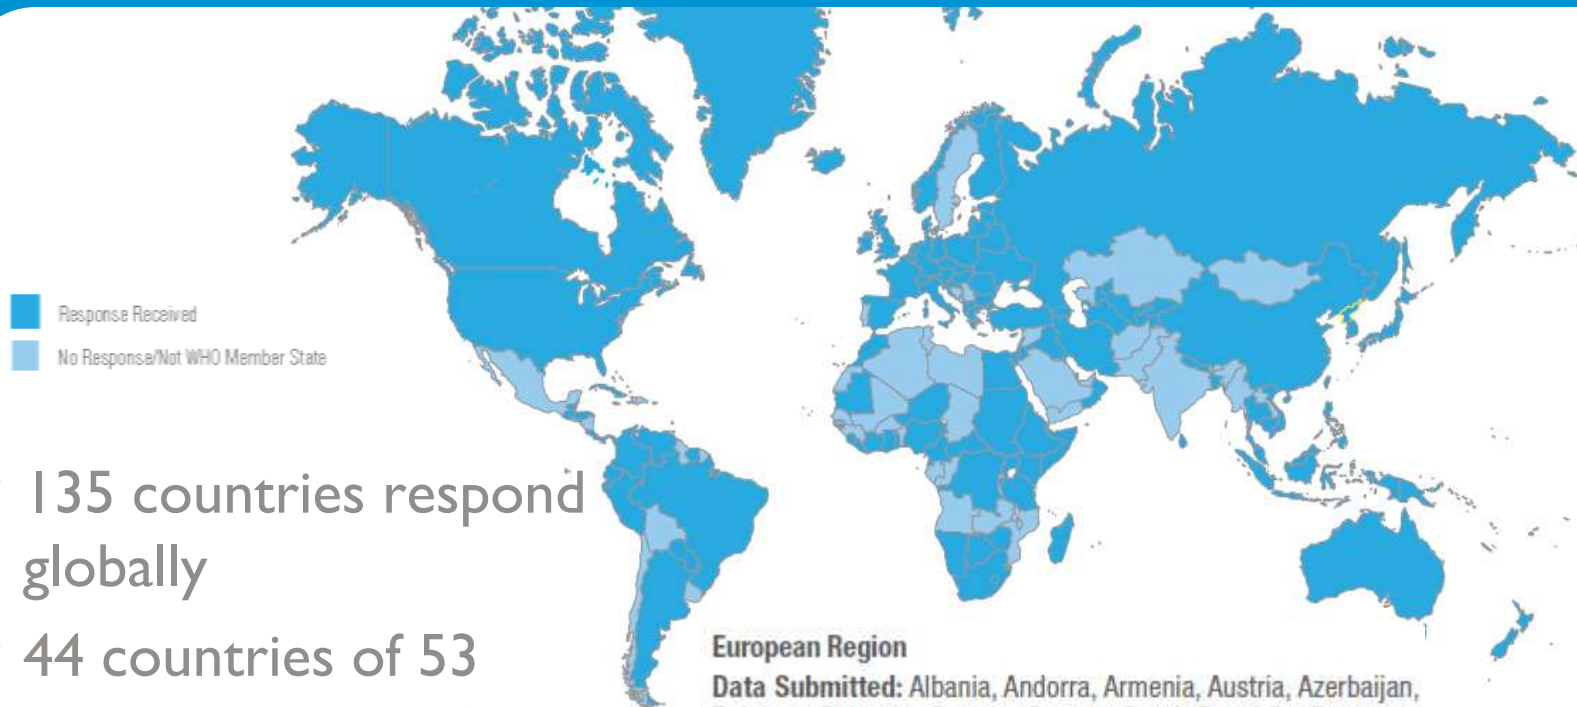 Response Received
No Response/Not WHO Member State
135 countries respond
globally
44 countries of 53
European Region
Data Submitted: Albania, Andorra, Armenia, Austria, Azerbaijan,